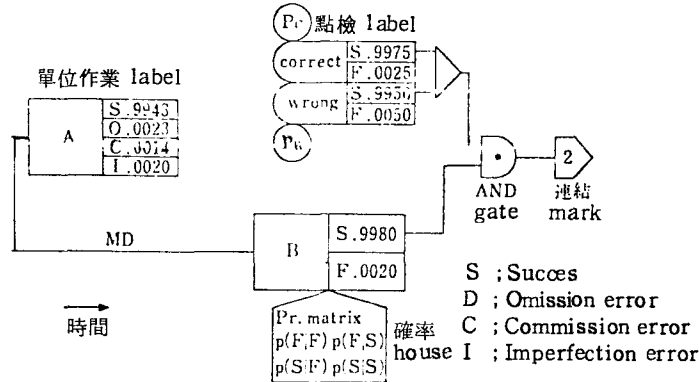 Pc 點檢 label
correct S.9975
F.0025
wrong S.9950
F.0050
單位作業 label
A S.9943
O.0023
C.0014
I.0020
AND
gate
2
連結
mark
MD
B S.9980
F.0020
時間
Pr. matrix
p(F|F) p(F|S)
p(S|F) p(S|S)
確率
house
S ; Succes
D ; Omission error
C ; Commission error
I ; Imperfection error